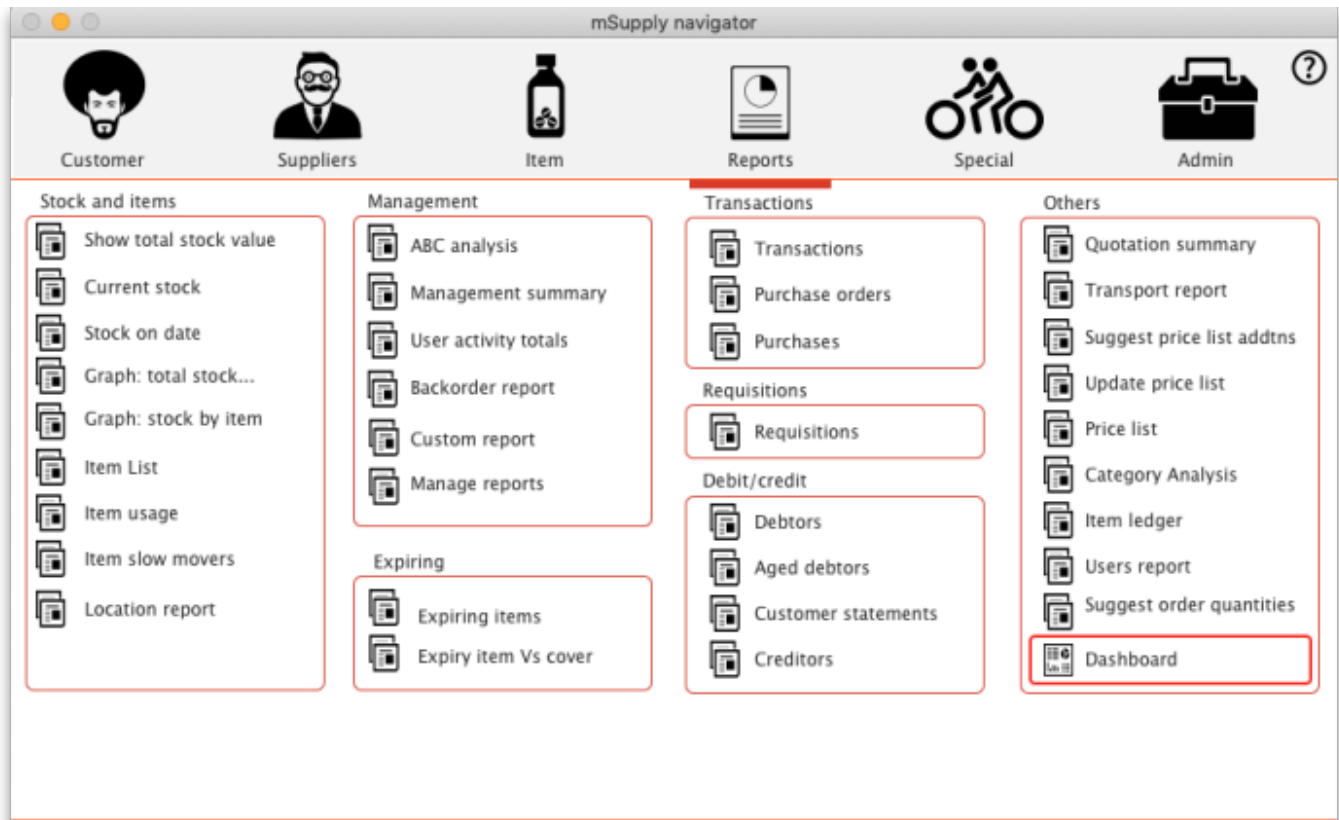 mSupply navigator
?
Customer
Suppliers
Item
Reports
Special
Admin
Stock and items
Show total stock value
Current stock
Stock on date
Graph: total stock...
Graph: stock by item
Item List
Item usage
Item slow movers
Location report
Management
ABC analysis
Management summary
User activity totals
Backorder report
Custom report
Manage reports
Expiring
Expiring items
Expiry item Vs cover
Transactions
Transactions
Purchase orders
Purchases
Requisitions
Requisitions
Debit/credit
Debtors
Aged debtors
Customer statements
Creditors
Others
Quotation summary
Transport report
Suggest price list addtns
Update price list
Price list
Category Analysis
Item ledger
Users report
Suggest order quantities
Dashboard